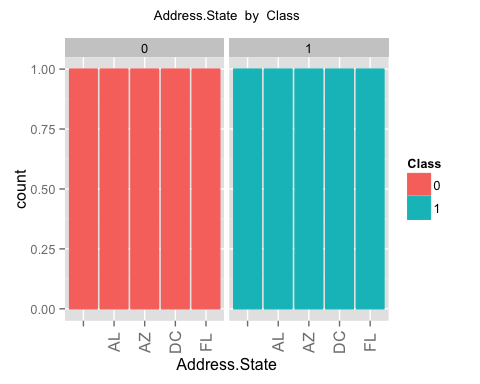 Address.State by Class
0
1
1.00
0.75
0.50
0.25
0.00
count
AL
AZ
DC
FL
AL
AZ
DC
FL
Address.State
Class
0
1